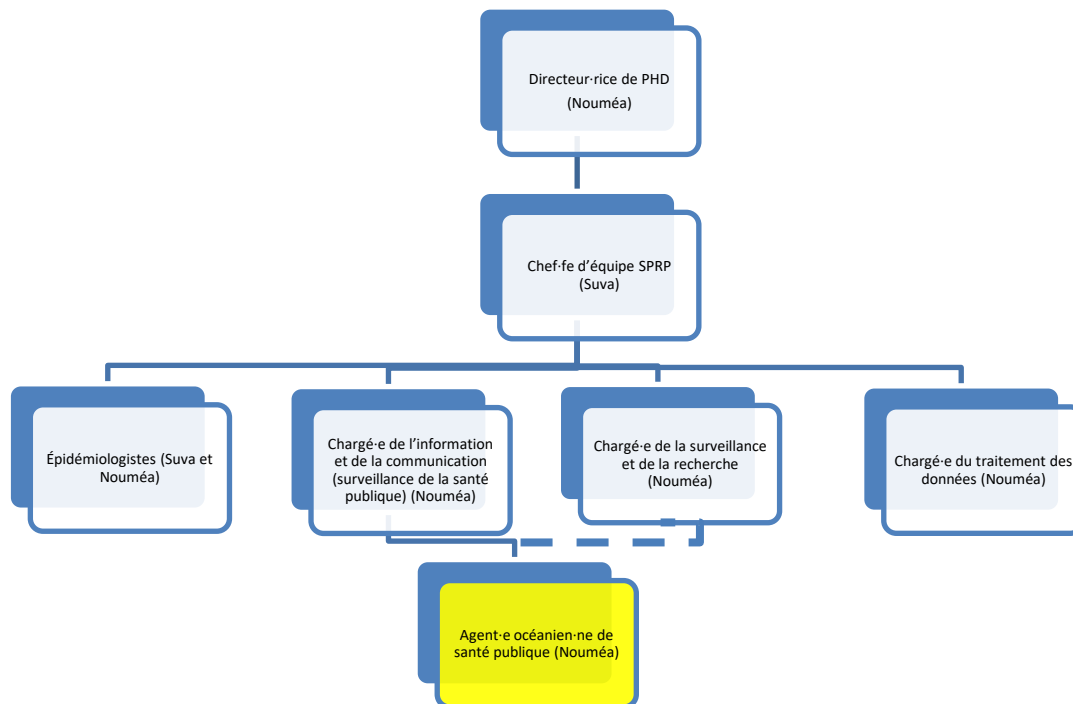 Directeur·rice de PHD
(Nouméa)
Chef·fe d'équipe SPRP
(Suva)
Épidémiologistes (Suva et
Nouméa)
Chargé·e de l'information
et de la communication
(surveillance de la santé
publique) (Nouméa)
Chargé·e de la surveillance
et de la recherche
(Nouméa)
Chargé·e du traitement des
données (Nouméa)
Agent·e océanien·ne de
santé publique (Nouméa)